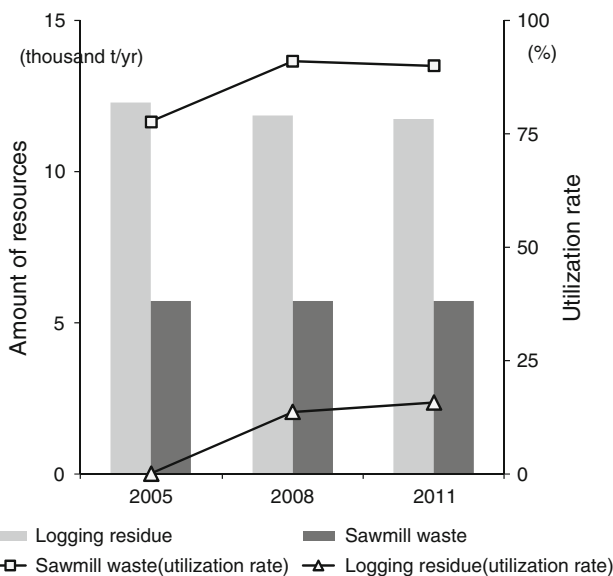 15
100
(thousand t/yr)
(%)
75
10
50
5
25
0
0
Amount of resources
Utilization rate
2005 2008 2011
Logging residue Sawmill waste
Sawmill waste(utilization rate) Logging residue(utilization rate)